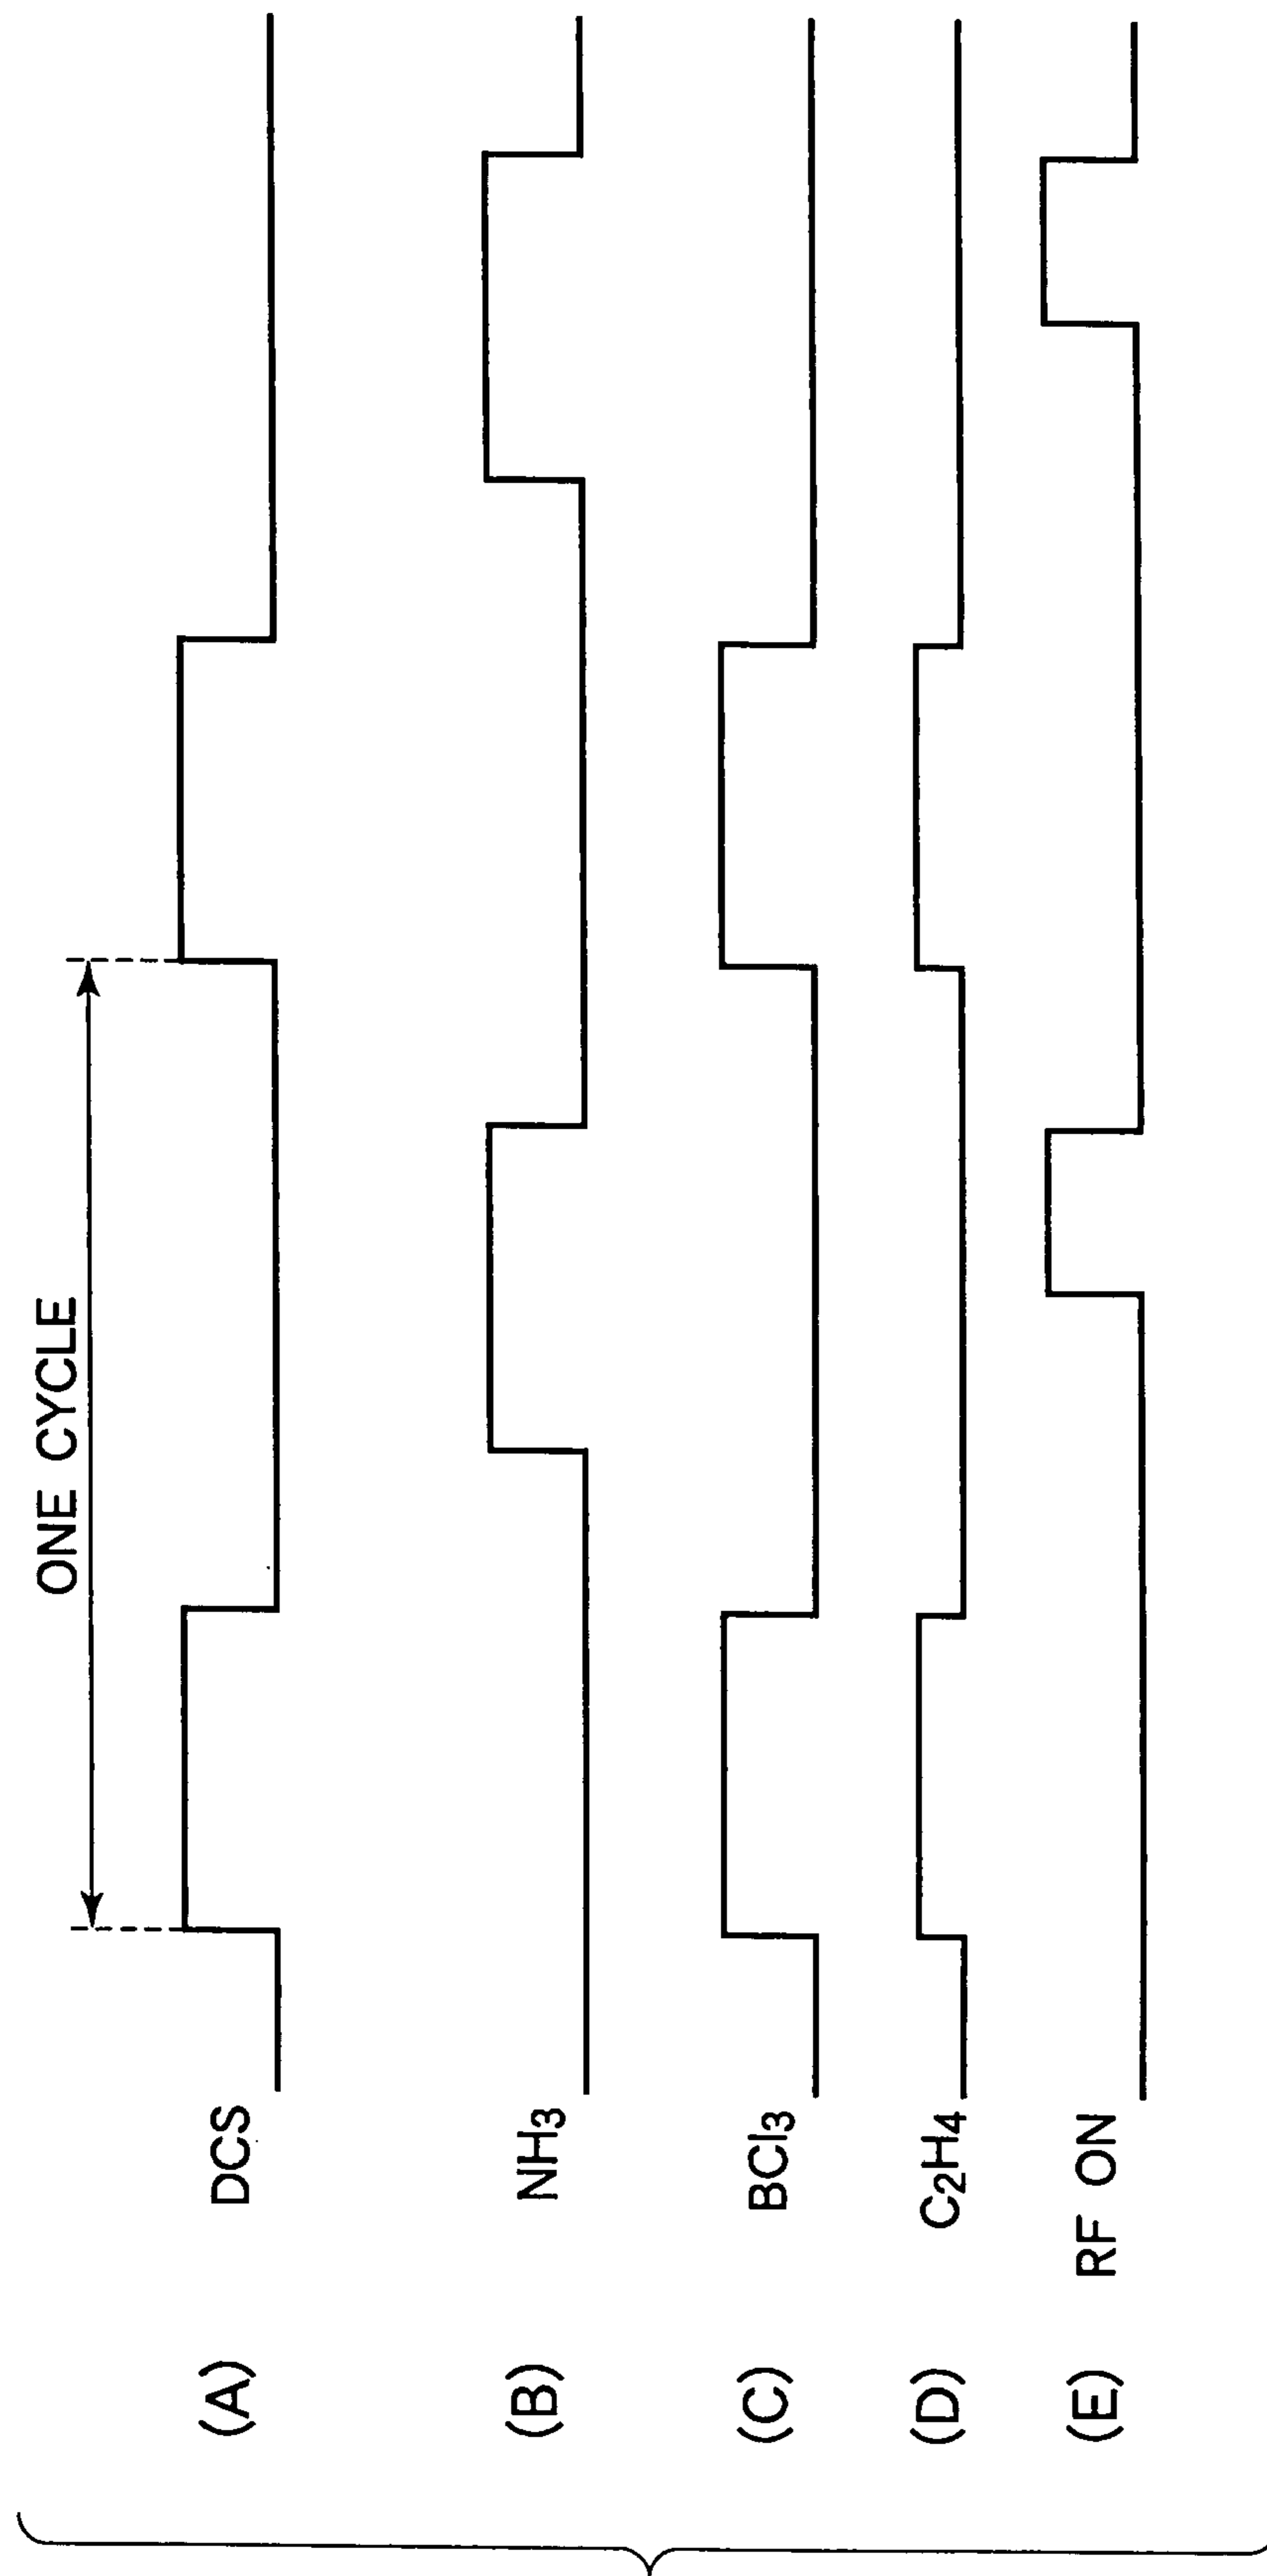 ONE CYCLE
(A) DCS
(B) NH3
(C) BCl3
(D) C2H4
(E) RF ON